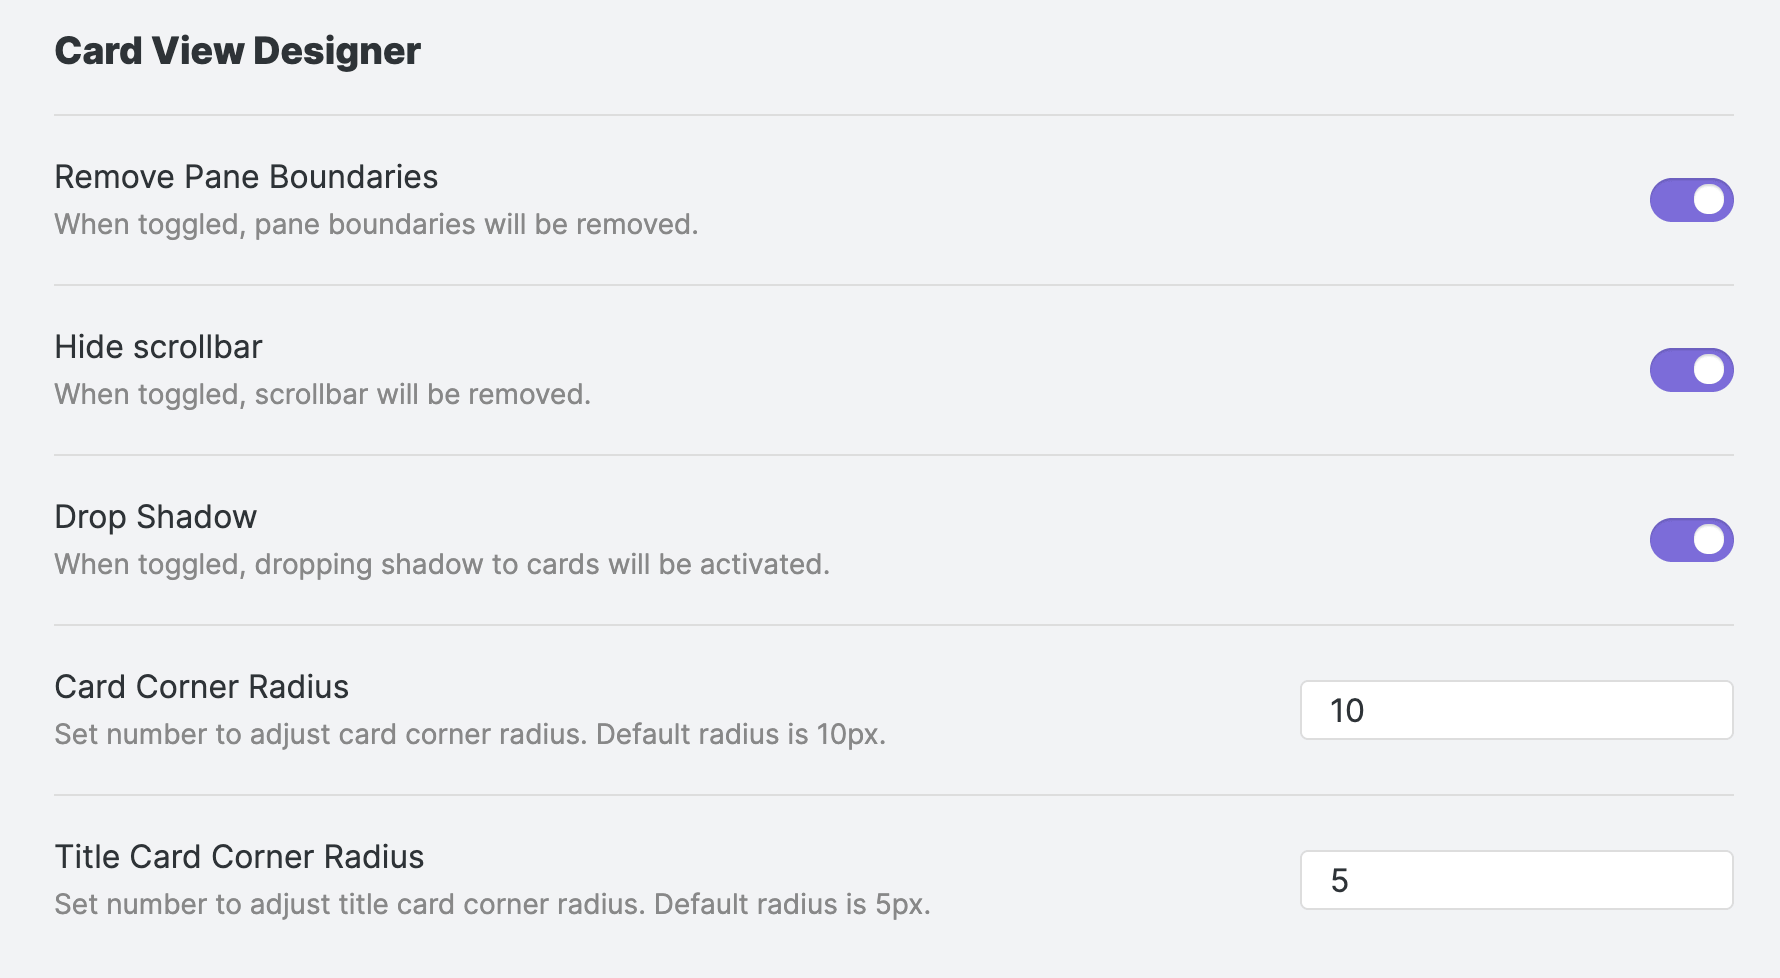 Card View Designer
Remove Pane Boundaries
When toggled, pane boundaries will be removed.
Hide scrollbar
When toggled, scrollbar will be removed.
Drop Shadow
When toggled, dropping shadow to cards will be activated.
Card Corner Radius
Set number to adjust card corner radius. Default radius is 10px.
10
Title Card Corner Radius
Set number to adjust title card corner radius. Default radius is 5px.
5